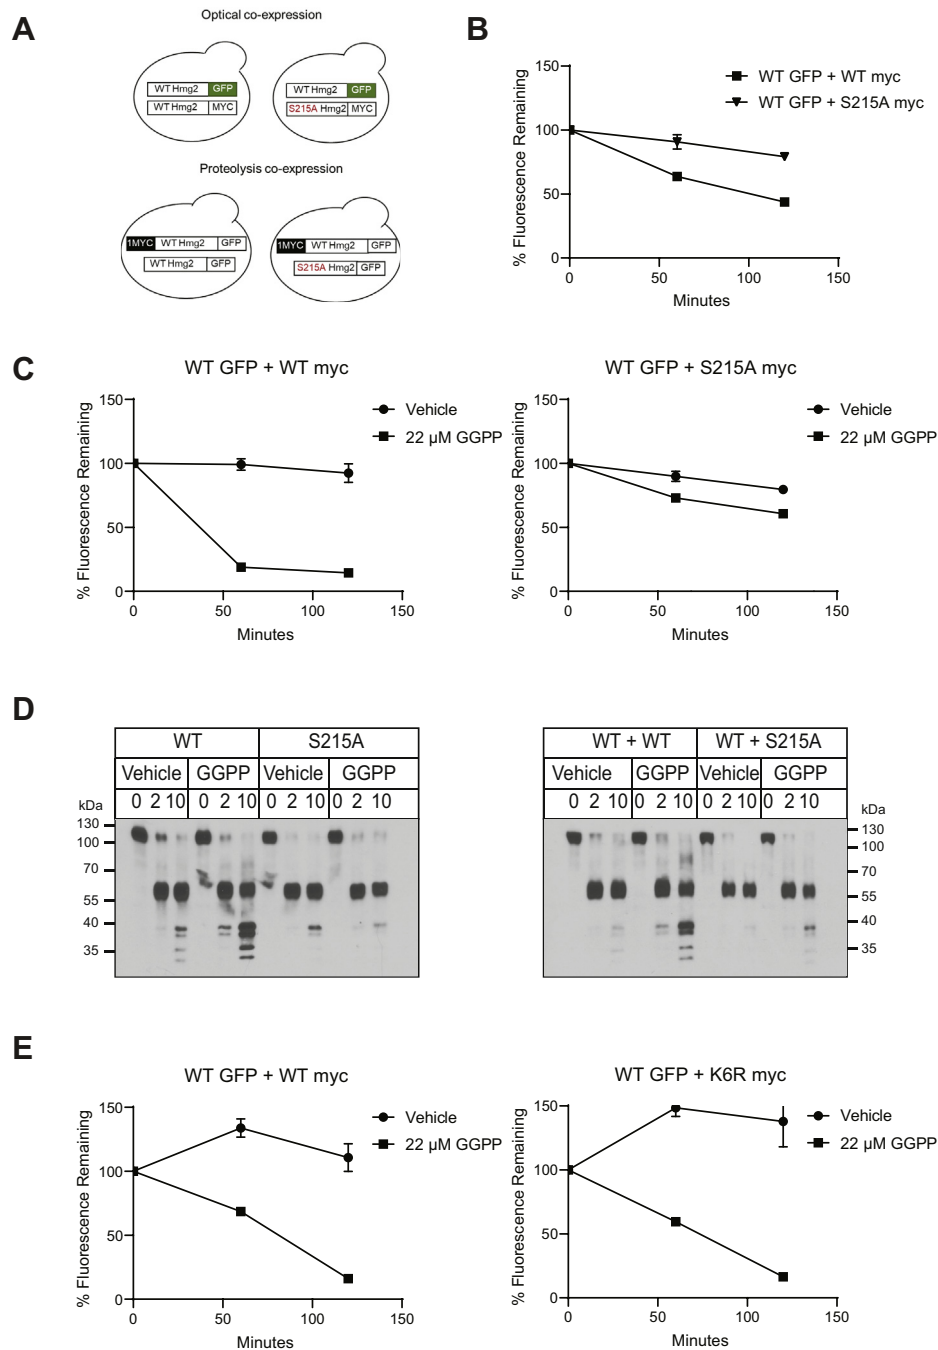 A
Optical co-expression
WT Hmg2 GFP
WT Hmg2 MYC
WT Hmg2 GFP
S215A Hmg2 MYC
Proteolysis co-expression
1MYC WT Hmg2 GFP
WT Hmg2 GFP
1MYC WT Hmg2 GFP
S215A Hmg2 GFP
B
% Fluorescence Remaining
150
100
50
0
0 50 100 150
Minutes
WT GFP + WT myc
WT GFP + S215A myc
C
WT GFP + WT myc
% Fluorescence Remaining
150
100
50
0
0 50 100 150
Minutes
Vehicle
22 µM GGPP
WT GFP + S215A myc
% Fluorescence Remaining
150
100
50
0
0 50 100 150
Minutes
Vehicle
22 µM GGPP
D
WT S215A
Vehicle GGPP Vehicle GGPP
0 2 10 0 2 10 0 2 10 0 2 10
kDa
130
100
70
55
40
35
WT + WT WT + S215A
Vehicle GGPP Vehicle GGPP
0 2 10 0 2 10 0 2 10 0 2 10
kDa
130
100
70
55
40
35
E
WT GFP + WT myc
% Fluorescence Remaining
150
100
50
0
0 50 100 150
Minutes
Vehicle
22 µM GGPP
WT GFP + K6R myc
% Fluorescence Remaining
150
100
50
0
0 50 100 150
Minutes
Vehicle
22 µM GGPP